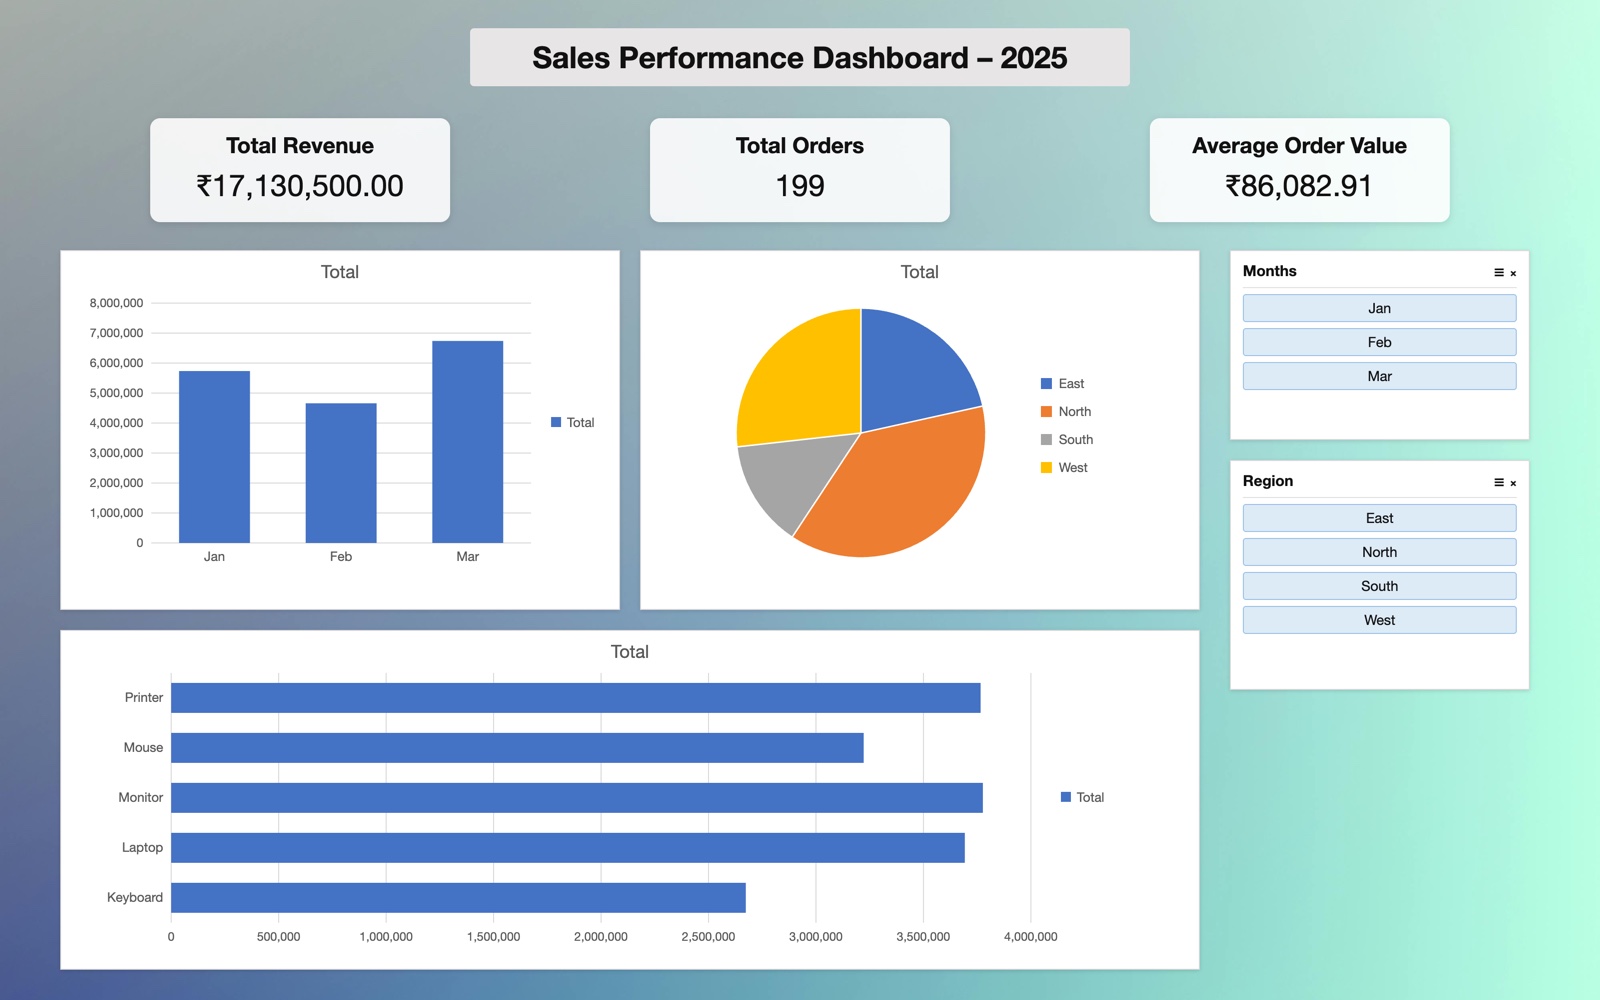 Sales Performance Dashboard – 2025
Total Revenue
₹17,130,500.00
Total Orders
199
Average Order Value
₹86,082.91
Total
8,000,000
7,000,000
6,000,000
5,000,000
4,000,000
3,000,000
2,000,000
1,000,000
0
Jan
Feb
Mar
Total
Total
East
North
South
West
Months
Jan
Feb
Mar
Region
East
North
South
West
Total
Printer
Mouse
Monitor
Laptop
Keyboard
0
500,000
1,000,000
1,500,000
2,000,000
2,500,000
3,000,000
3,500,000
4,000,000
Total